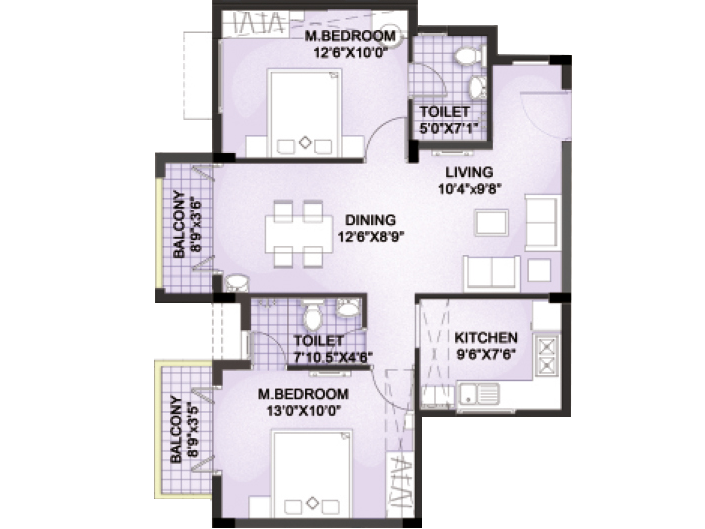 M.BEDROOM
12'6"X10'0"
TOILET
5'0"X7'1"
LIVING
10'4"x9'8"
BALCONY
8'9"x3'6"
DINING
12'6"X8'9"
TOILET
7'10.5"X4'6"
KITCHEN
9'6"X7'6"
M.BEDROOM
13'0"X10'0"
BALCONY
8'9"x3'5"